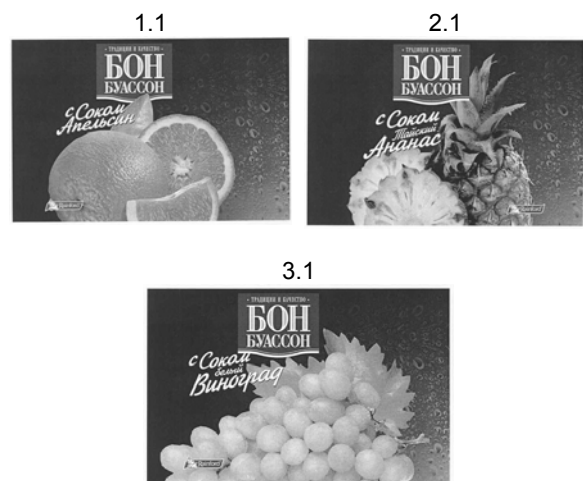 1.1
· ТРАДИЦИИ И КАЧЕСТВО ·
БОН
БУАССОН
с Соком
Апельсин
2.1
· ТРАДИЦИИ И КАЧЕСТВО ·
БОН
БУАССОН
с Соком
Тайский
Ананас
3.1
· ТРАДИЦИИ И КАЧЕСТВО ·
БОН
БУАССОН
с Соком
белый
Виноград